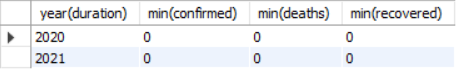 year(duration) min(confirmed) min(deaths) min(recovered)
2020 0 0 0
2021 0 0 0